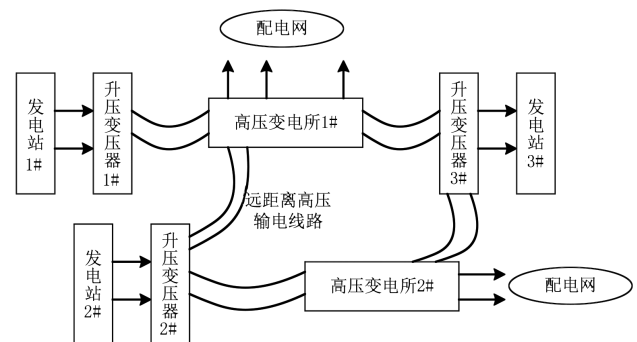 配电网
发电站1#
升压变压器1#
高压变电所1#
升压变压器3#
发电站3#
远距离高压
输电线路
发电站2#
升压变压器2#
高压变电所2#
配电网